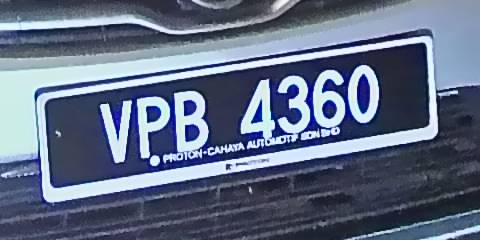 VPB 4360
PROTON-CAHAYA AUTOMOTIF SDN BHD